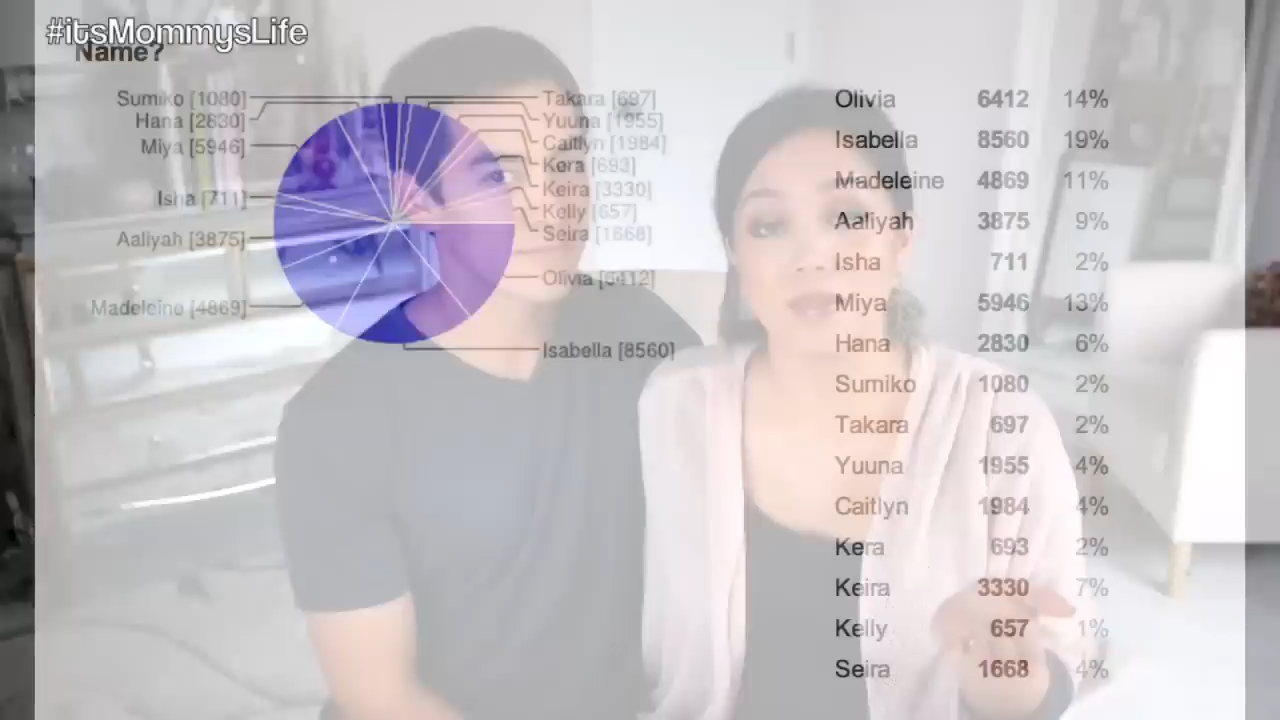 #itsMommysLife
Name?
Sumiko [1080]
Hana [2830]
Miya [5946]
Isha [711]
Aaliyah [3875]
Madeleine [4869]
Takara [697]
Yuuna [1955]
Caitlyn [1984]
Kera [693]
Keira [3330]
Kelly [657]
Seira [1668]
Olivia [6412]
Isabella [8560]
Olivia 6412 14%
Isabella 8560 19%
Madeleine 4869 11%
Aaliyah 3875 9%
Isha 711 2%
Miya 5946 13%
Hana 2830 6%
Sumiko 1080 2%
Takara 697 2%
Yuuna 1955 4%
Caitlyn 1984 4%
Kera 693 2%
Keira 3330 7%
Kelly 657 1%
Seira 1668 4%